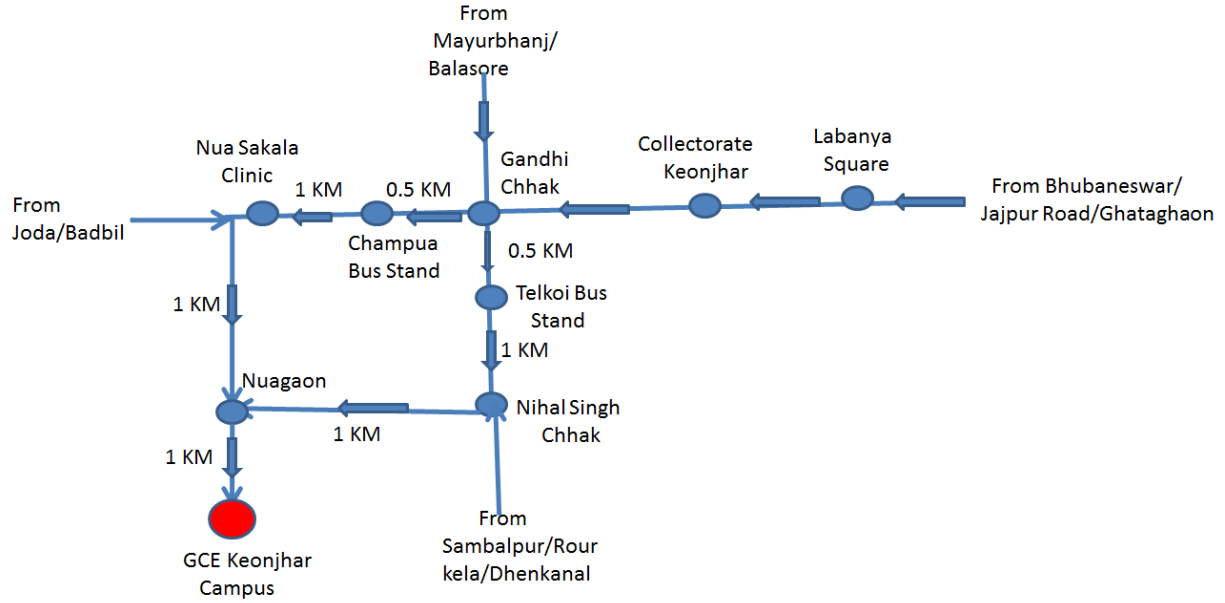 From
Mayurbhanj/
Balasore
Nua Sakala
Clinic
1 KM
0.5 KM
Gandhi
Chhak
Collectorate
Keonjhar
Labanya
Square
From Bhubaneswar/
Jajpur Road/Ghataghaon
From
Joda/Badbil
Champua
Bus Stand
0.5 KM
1 KM
Telkoi Bus
Stand
1 KM
Nuagaon
Nihal Singh
Chhak
1 KM
1 KM
From
Sambalpur/Rour
kela/Dhenkanal
GCE Keonjhar
Campus